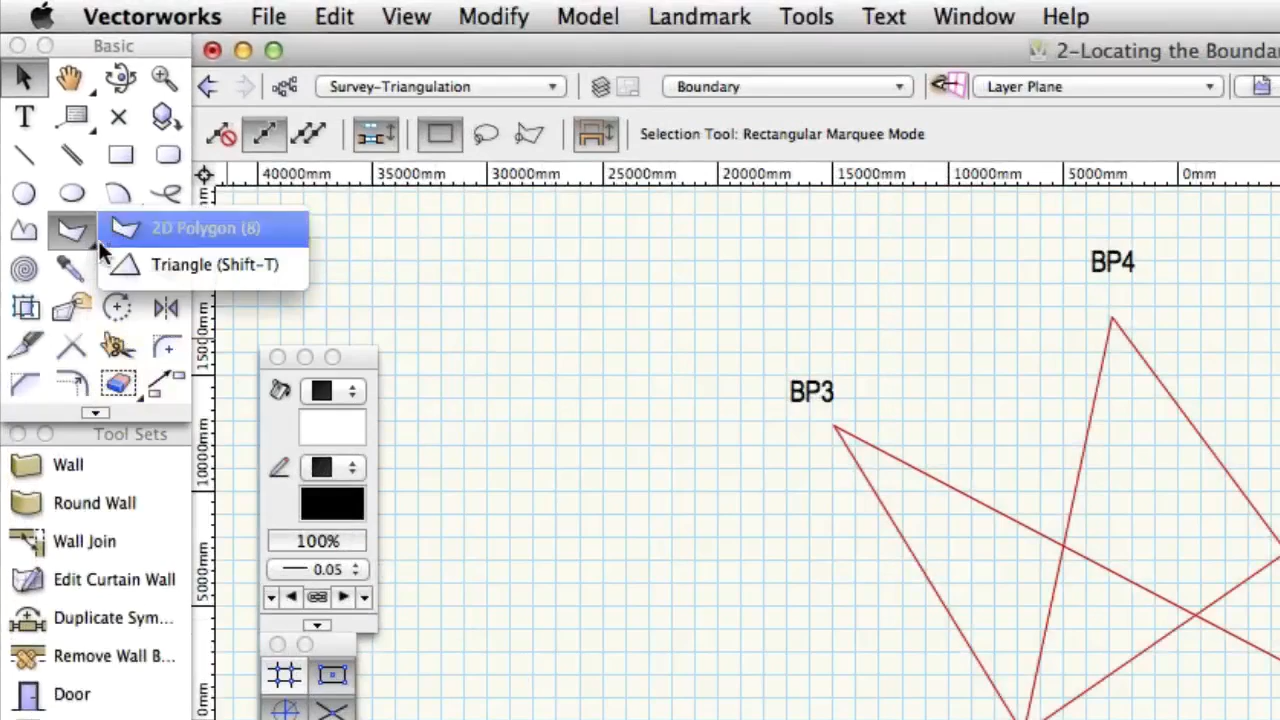 Vectorworks File Edit View Modify Model Landmark Tools Text Window Help
Basic
2-Locating the Bounda
Survey-Triangulation
Boundary
Layer Plane
Selection Tool: Rectangular Marquee Mode
40000mm 35000mm 30000mm 25000mm 20000mm 15000mm 10000mm 5000mm 0mm
2D Polygon (8)
Triangle (Shift-T)
BP4
15000mm
BP3
10000mm
5000mm
0mm
100%
0.05
Tool Sets
Wall
Round Wall
Wall Join
Edit Curtain Wall
Duplicate Sym...
Remove Wall B...
Door